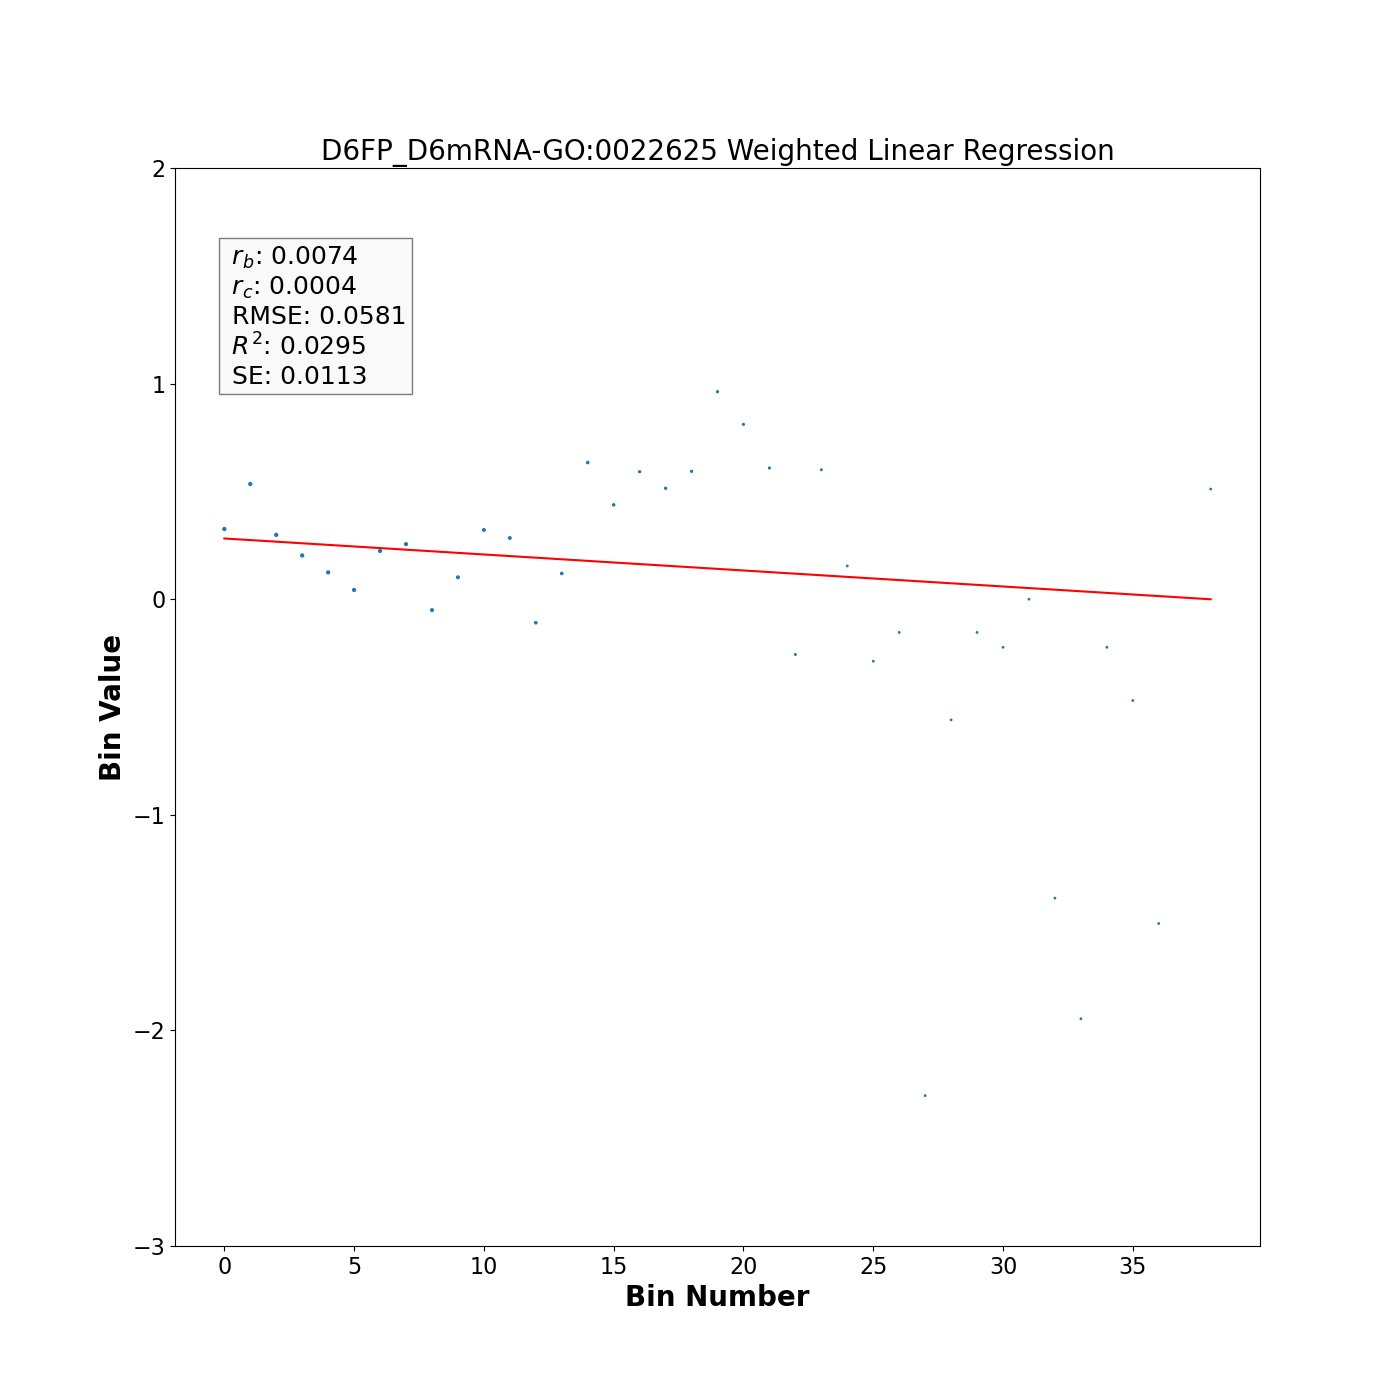 D6FP_D6mRNA-GO:0022625 Weighted Linear Regression
2
r_b: 0.0074
r_c: 0.0004
RMSE: 0.0581
R²: 0.0295
SE: 0.0113
1
0
−1
−2
−3
Bin Value
0 5 10 15 20 25 30 35
Bin Number